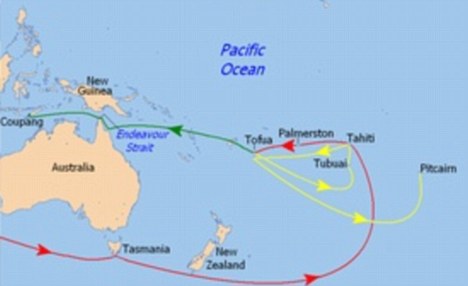 Pacific
Ocean
New
Guinea
Coupang
Endeavour
Strait
Tofua
Palmerston
Tahiti
Tubuai
Pitcairn
Australia
Tasmania
New
Zealand